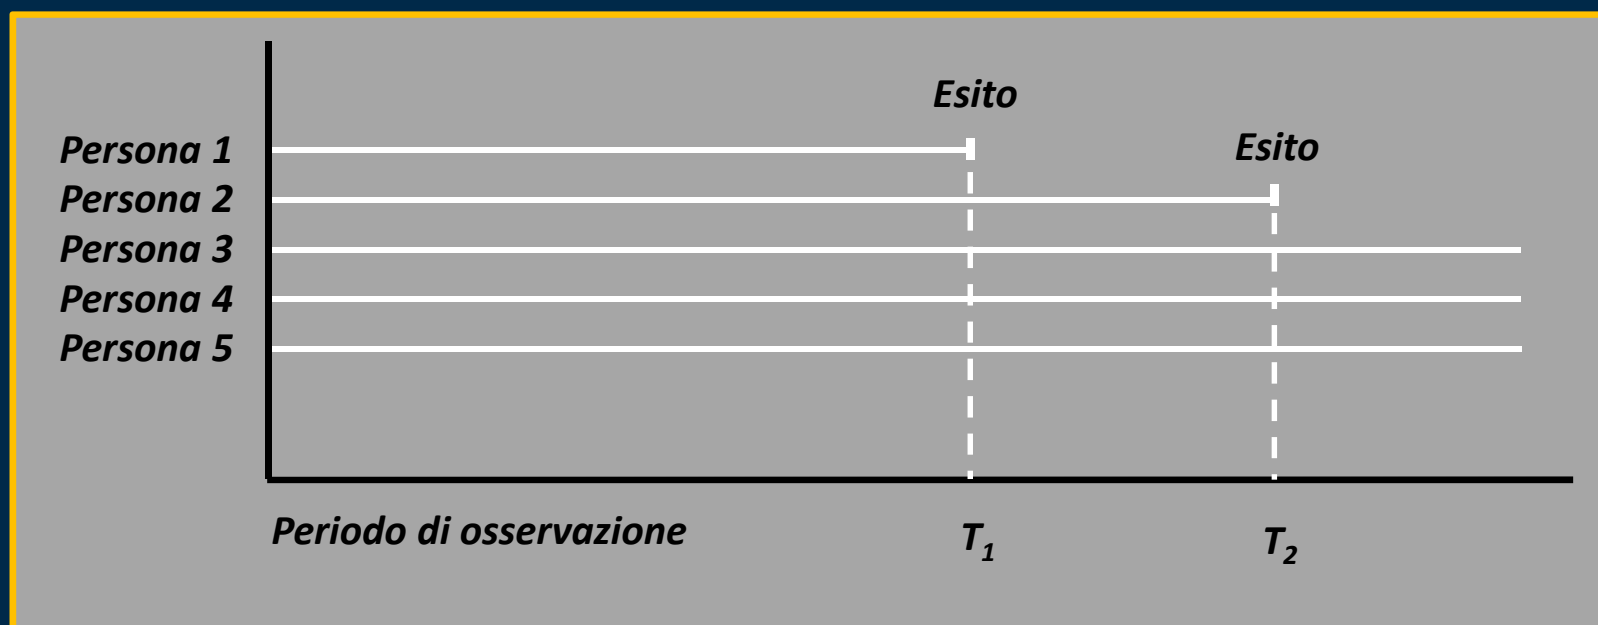 Esito
Esito
Persona 1
Persona 2
Persona 3
Persona 4
Persona 5
Periodo di osservazione
T1
T2